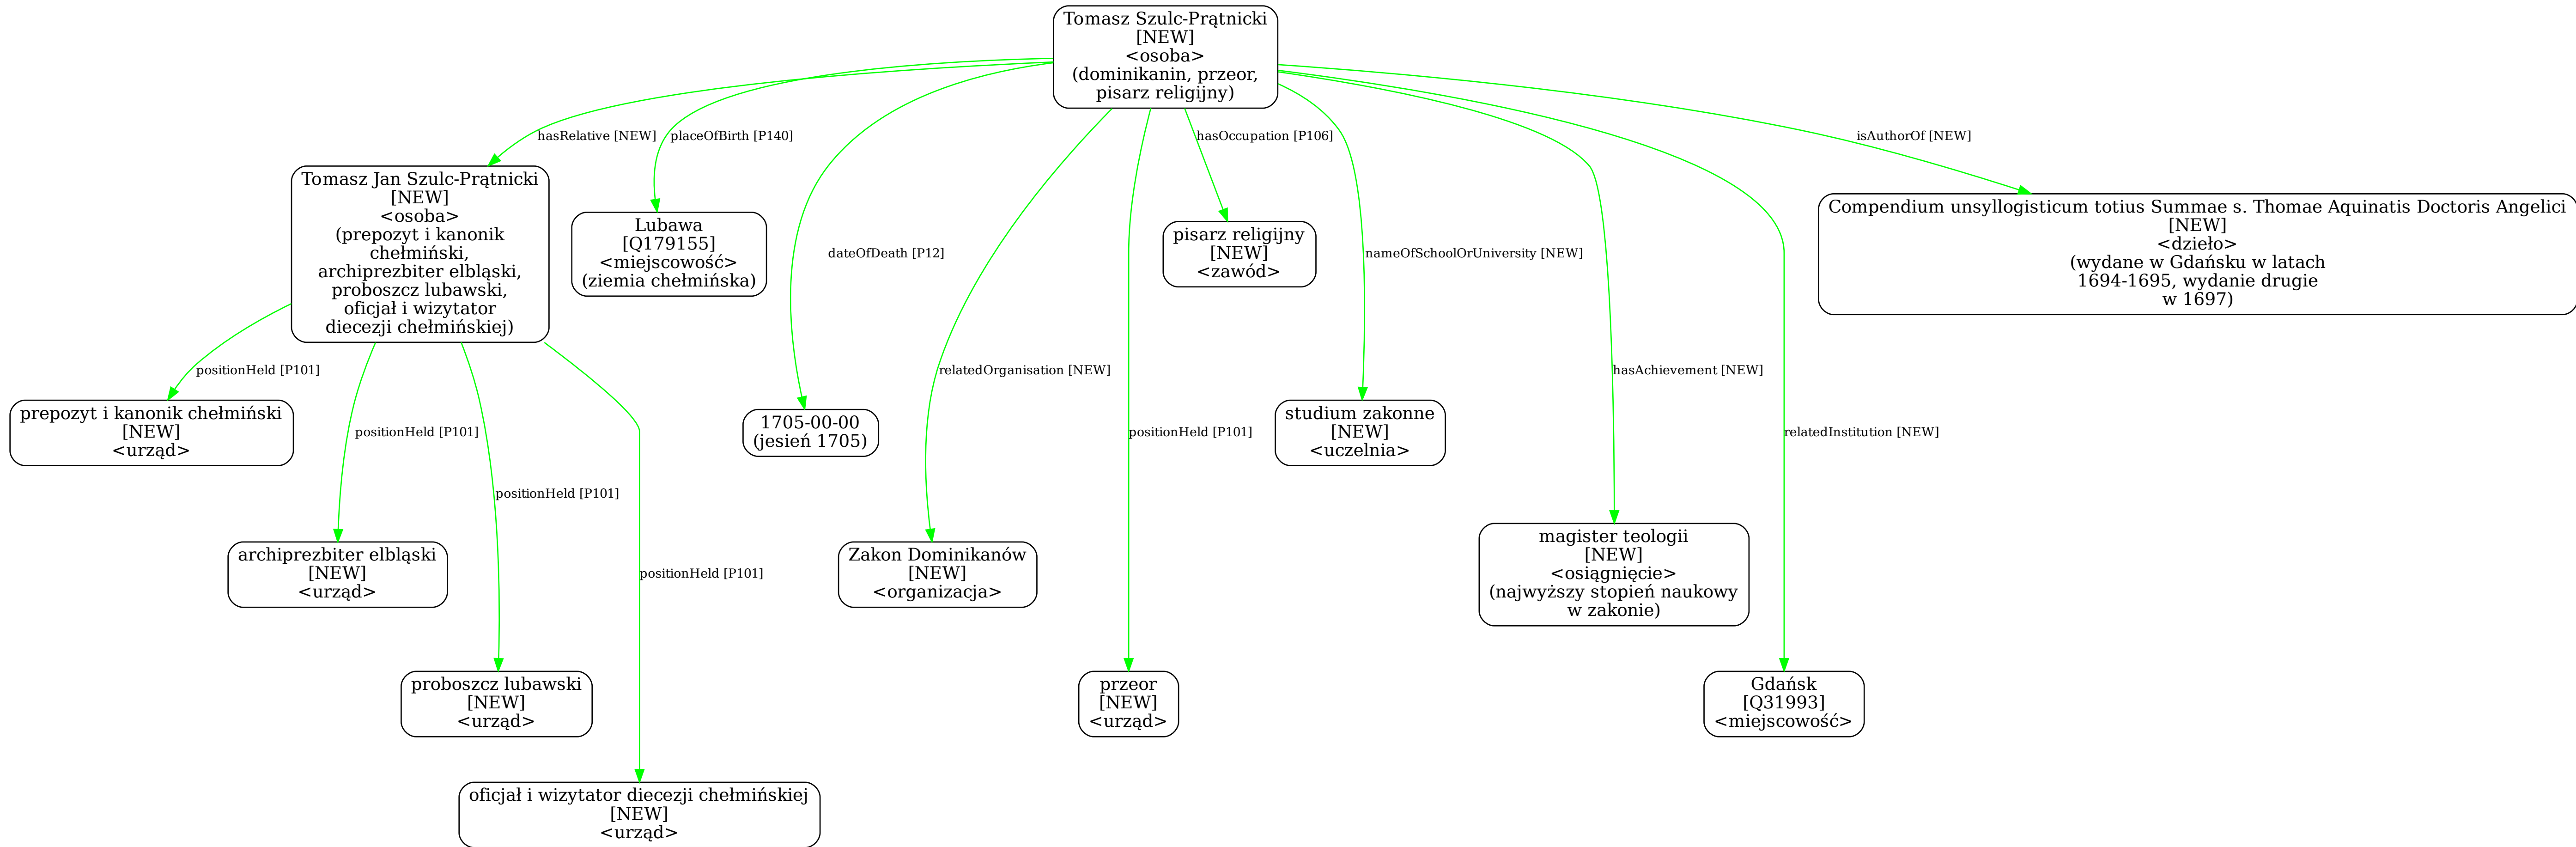 Tomasz Szulc-Prątnicki
[NEW]
<osoba>
(dominikanin, przeor,
pisarz religijny)
hasRelative [NEW]
placeOfBirth [P140]
hasOccupation [P106]
isAuthorOf [NEW]
Tomasz Jan Szulc-Prątnicki
[NEW]
<osoba>
(prepozyt i kanonik
chełmiński,
archiprezbiter elbląski,
proboszcz lubawski,
oficjał i wizytator
diecezji chełmińskiej)
Lubawa
[Q179155]
<miejscowość>
(ziemia chełmińska)
dateOfDeath [P12]
pisarz religijny
[NEW]
<zawód>
nameOfSchoolOrUniversity [NEW]
Compendium unsyllogisticum totius Summae s. Thomae Aquinatis Doctoris Angelici
[NEW]
<dzieło>
(wydane w Gdańsku w latach
1694-1695, wydanie drugie
w 1697)
positionHeld [P101]
relatedOrganisation [NEW]
hasAchievement [NEW]
prepozyt i kanonik chełmiński
[NEW]
<urząd>
positionHeld [P101]
1705-00-00
(jesień 1705)
positionHeld [P101]
studium zakonne
[NEW]
<uczelnia>
relatedInstitution [NEW]
positionHeld [P101]
archiprezbiter elbląski
[NEW]
<urząd>
positionHeld [P101]
Zakon Dominikanów
[NEW]
<organizacja>
magister teologii
[NEW]
<osiągnięcie>
(najwyższy stopień naukowy
w zakonie)
proboszcz lubawski
[NEW]
<urząd>
przeor
[NEW]
<urząd>
Gdańsk
[Q31993]
<miejscowość>
oficjał i wizytator diecezji chełmińskiej
[NEW]
<urząd>